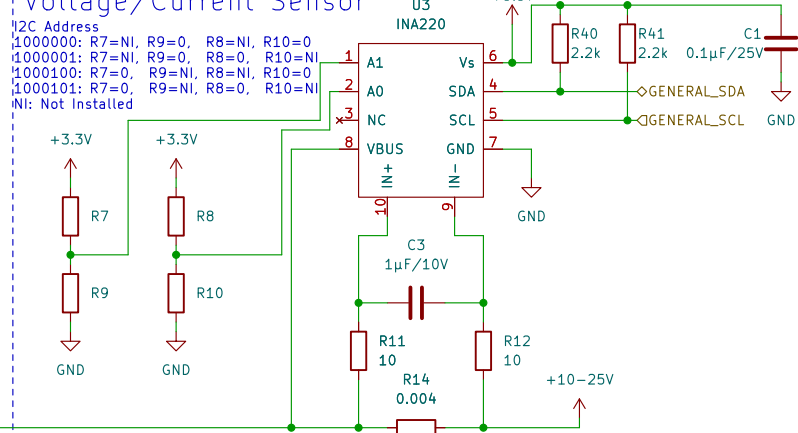 Voltage/Current Sensor
I2C Address
1000000: R7=NI, R9=0, R8=NI, R10=0
1000001: R7=NI, R9=0, R8=0, R10=NI
1000100: R7=0, R9=NI, R8=NI, R10=0
1000101: R7=0, R9=NI, R8=0, R10=NI
NI: Not Installed
U3
INA220
1 A1
2 A0
3 NC
8 VBUS
Vs 6
SDA 4
SCL 5
GND 7
IN+ 10
IN- 9
R40
2.2k
R41
2.2k
C1
0.1µF/25V
GND
GENERAL_SDA
GENERAL_SCL
GND
+3.3V
+3.3V
R7
R8
R9
R10
GND
GND
C3
1µF/10V
R11
10
R12
10
R14
0.004
+10-25V